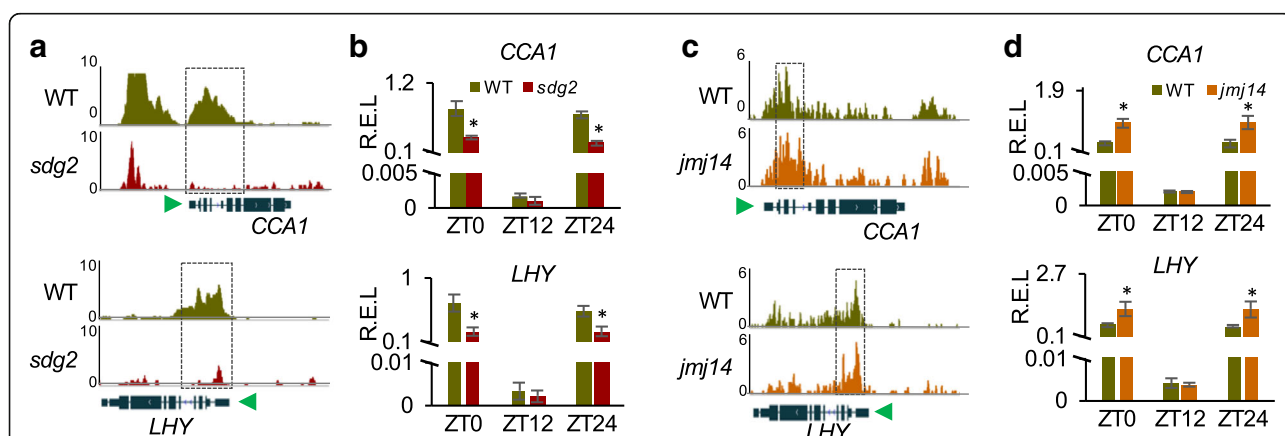 a
10
WT
0
10
sdg2
0
CCA1
10
WT
0
10
sdg2
0
LHY
b
CCA1
1.2
WT sdg2
R.E.L
*
*
0.1
0.005
0
ZT0 ZT12 ZT24
LHY
1
R.E.L
*
*
0.1
0.01
0
ZT0 ZT12 ZT24
c
6
WT
0
6
jmj14
0
CCA1
6
WT
0
6
jmj14
0
LHY
d
CCA1
1.9
WT jmj14
R.E.L
*
*
0.1
0.005
0
ZT0 ZT12 ZT24
LHY
2.7
R.E.L
*
*
0.1
0.01
0
ZT0 ZT12 ZT24